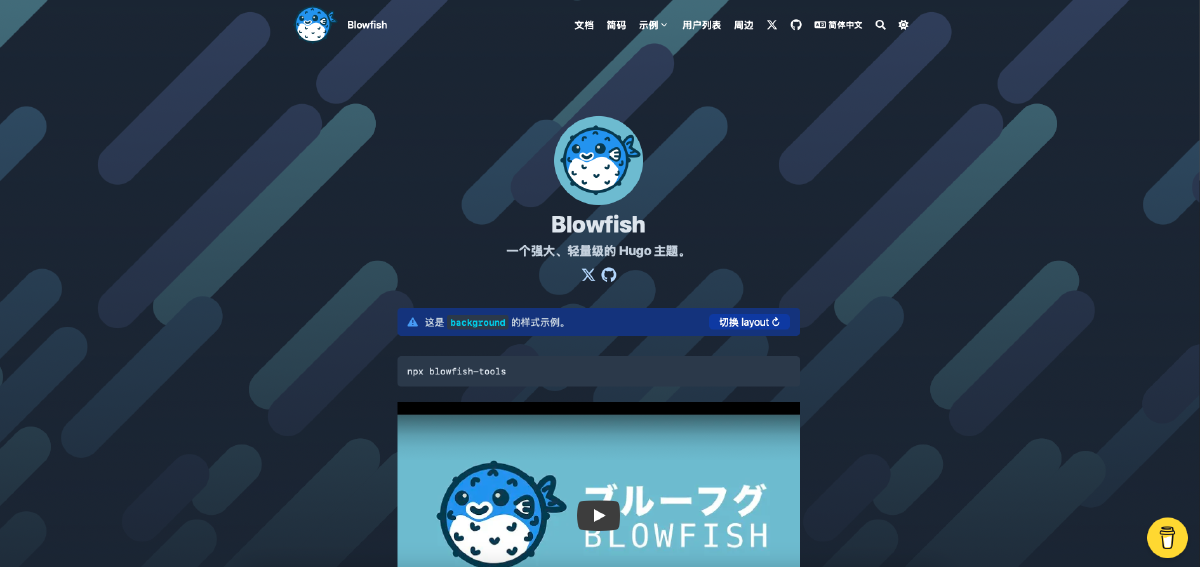 Blowfish
文档 简码 示例 用户列表 周边 简体中文
Blowfish
一个强大、轻量级的 Hugo 主题。
这是 background 的样式示例。 切换 layout
npx blowfish-tools
ブルーフグ
BLOWFISH